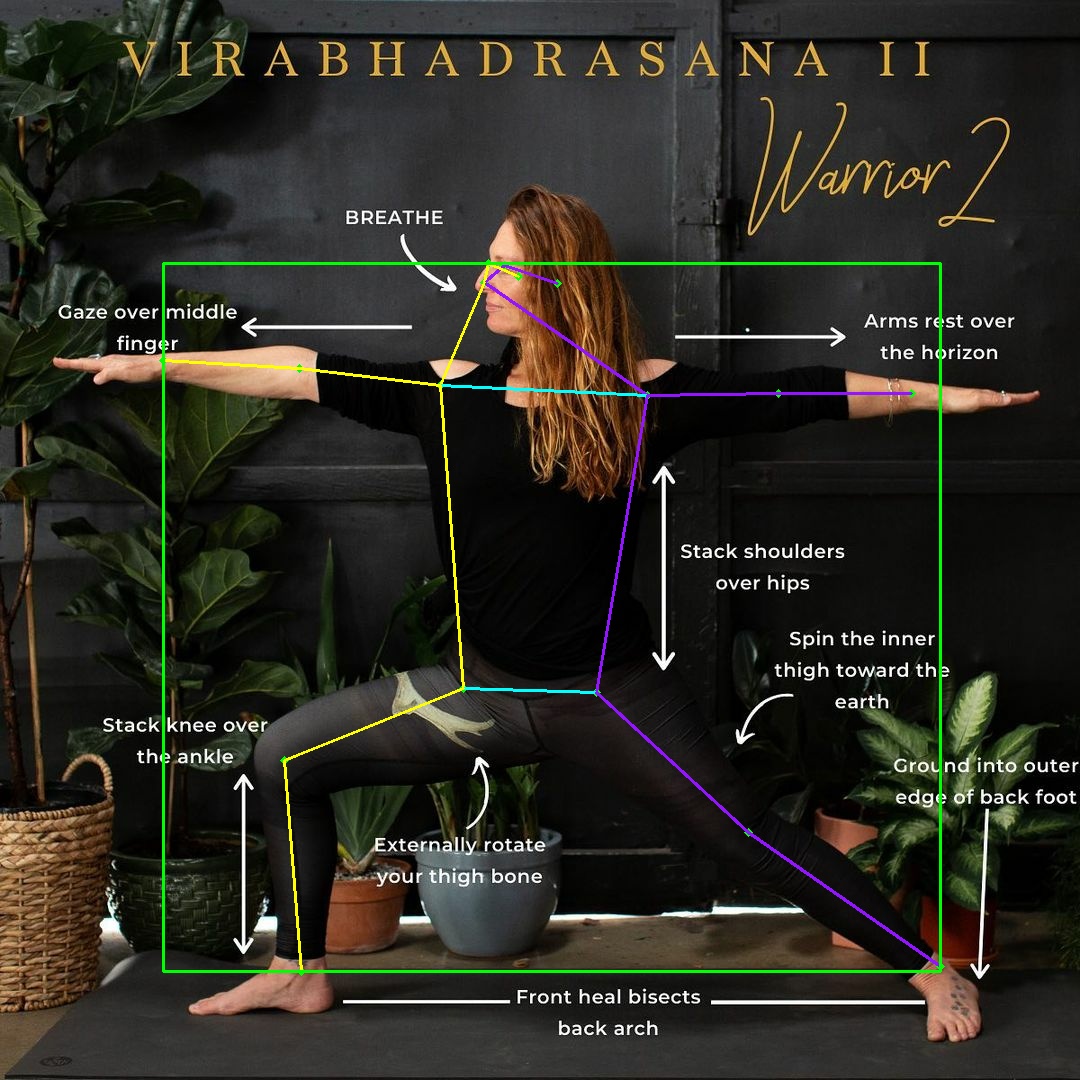 VIRABHADRASANA II
Warrior 2
BREATHE
Gaze over middle
finger
Arms rest over
the horizon
Stack shoulders
over hips
Spin the inner
thigh toward the
earth
Stack knee over
the ankle
Ground into outer
edge of back foot
Externally rotate
your thigh bone
Front heal bisects
back arch